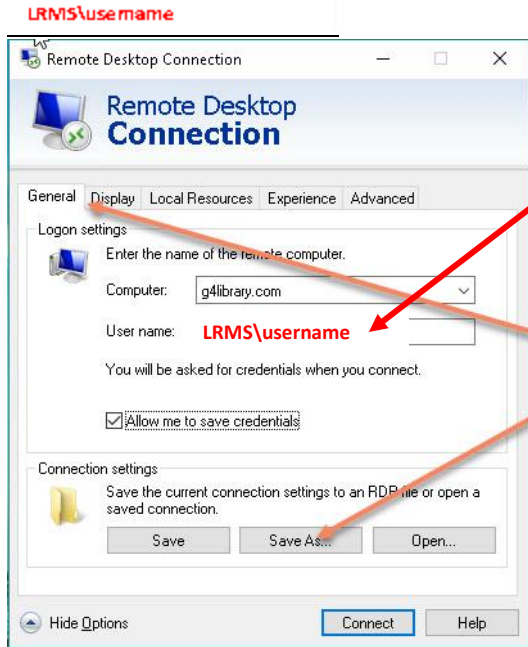 LRMS\username
Remote Desktop Connection
Remote Desktop
Connection
General Display Local Resources Experience Advanced
Logon settings
Enter the name of the remote computer.
Computer: g4library.com
User name: LRMS\username
You will be asked for credentials when you connect.
Allow me to save credentials
Connection settings
Save the current connection settings to an RDP file or open a
saved connection.
Save Save As... Open...
Hide Options Connect Help